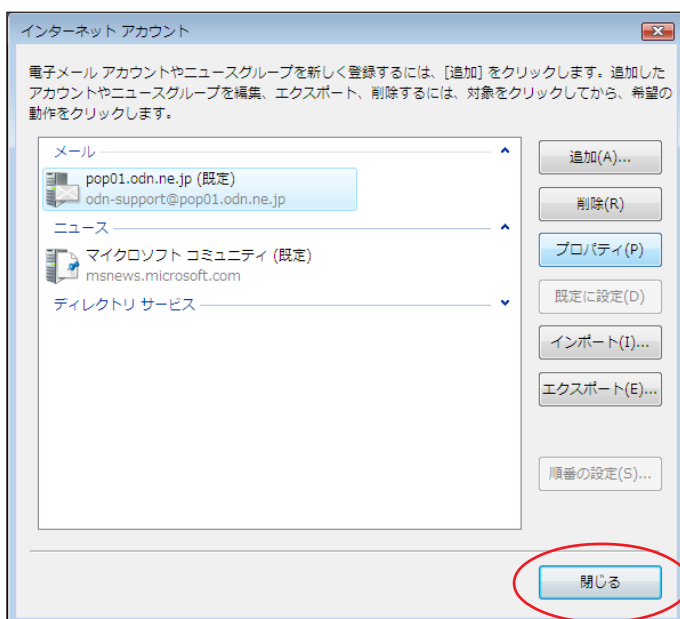 インターネット アカウント
電子メール アカウントやニュースグループを新しく登録するには、[追加] をクリックします。追加した
アカウントやニュースグループを編集、エクスポート、削除するには、対象をクリックしてから、希望の
動作をクリックします。
メール
pop01.odn.ne.jp (既定)
odn-support@pop01.odn.ne.jp
ニュース
マイクロソフト コミュニティ (既定)
msnews.microsoft.com
ディレクトリ サービス
追加(A)...
削除(R)
プロパティ(P)
既定に設定(D)
インポート(I)...
エクスポート(E)...
順番の設定(S)...
閉じる